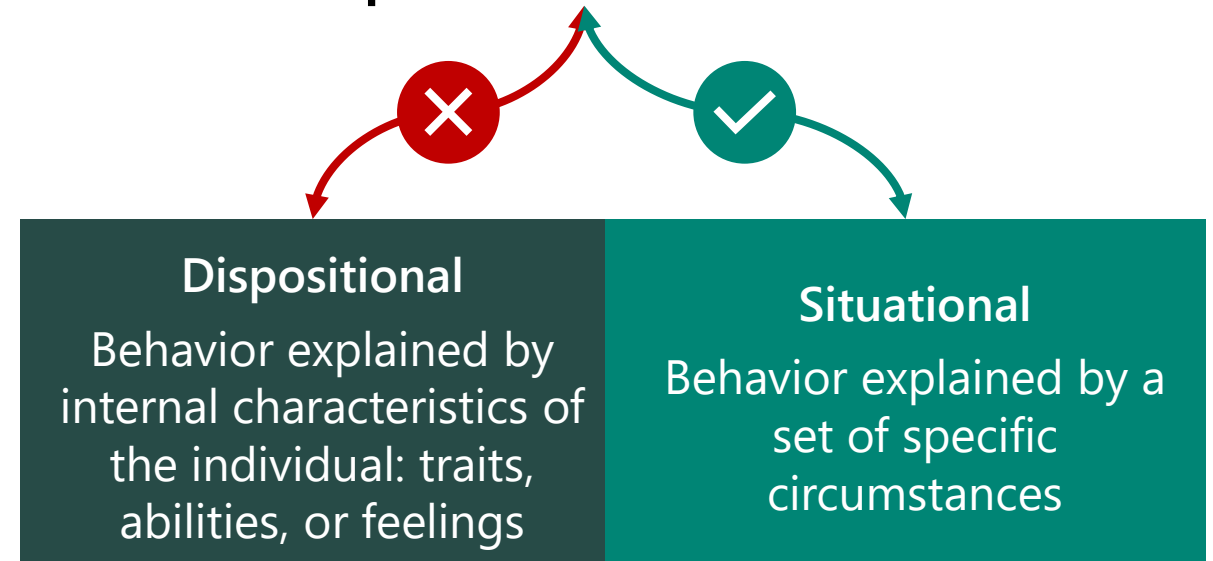 Dispositional
Behavior explained by
internal characteristics of
the individual: traits,
abilities, or feelings
Situational
Behavior explained by a
set of specific
circumstances